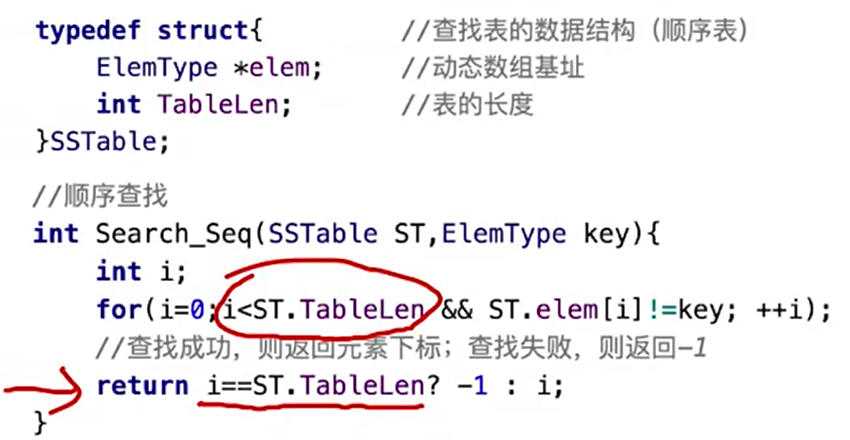 typedef struct{ //查找表的数据结构（顺序表）
ElemType *elem; //动态数组基址
int TableLen; //表的长度
}SSTable;
//顺序查找
int Search_Seq(SSTable ST,ElemType key){
int i;
for(i=0;i<ST.TableLen && ST.elem[i]!=key; ++i);
//查找成功，则返回元素下标；查找失败，则返回-1
return i==ST.TableLen? -1 : i;
}